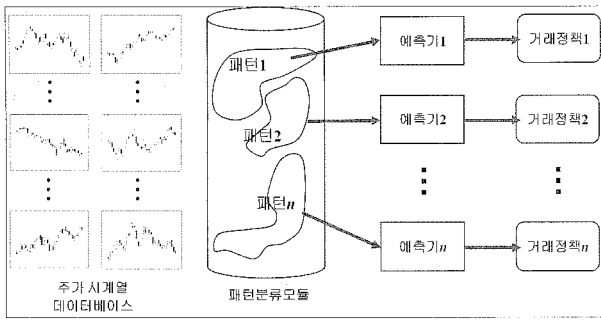 패턴1
예측기1
거래정책1
패턴2
예측기2
거래정책2
패턴n
예측기n
거래정책n
주가 시계열
데이터베이스
패턴분류모듈